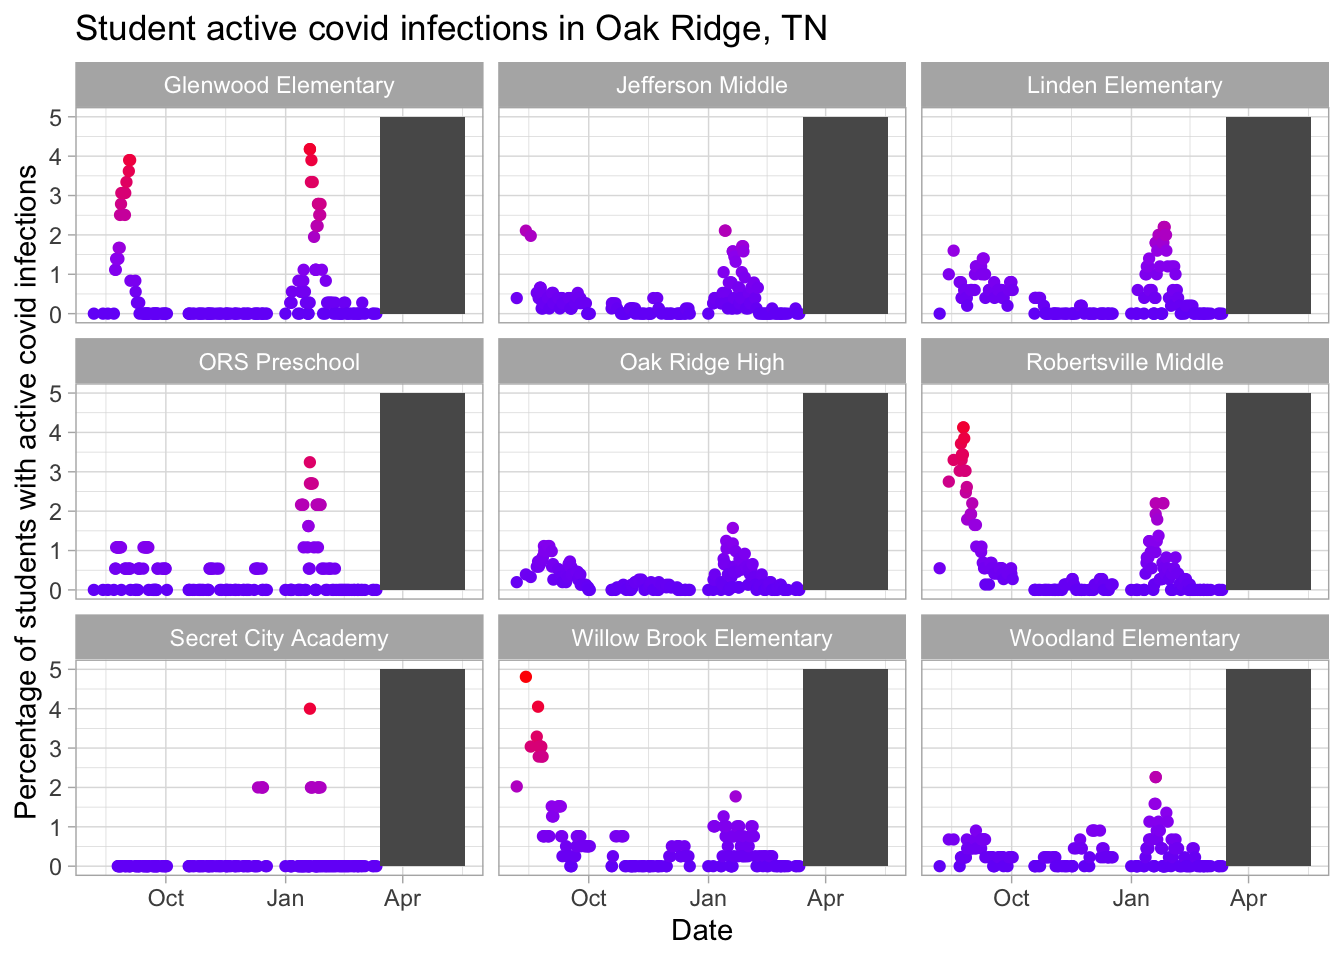 Student active covid infections in Oak Ridge, TN
Glenwood Elementary
Jefferson Middle
Linden Elementary
5
4
3
2
1
0
ORS Preschool
Oak Ridge High
Robertsville Middle
5
4
3
2
1
0
Secret City Academy
Willow Brook Elementary
Woodland Elementary
5
4
3
2
1
0
Oct
Jan
Apr
Oct
Jan
Apr
Oct
Jan
Apr
Date
Percentage of students with active covid infections